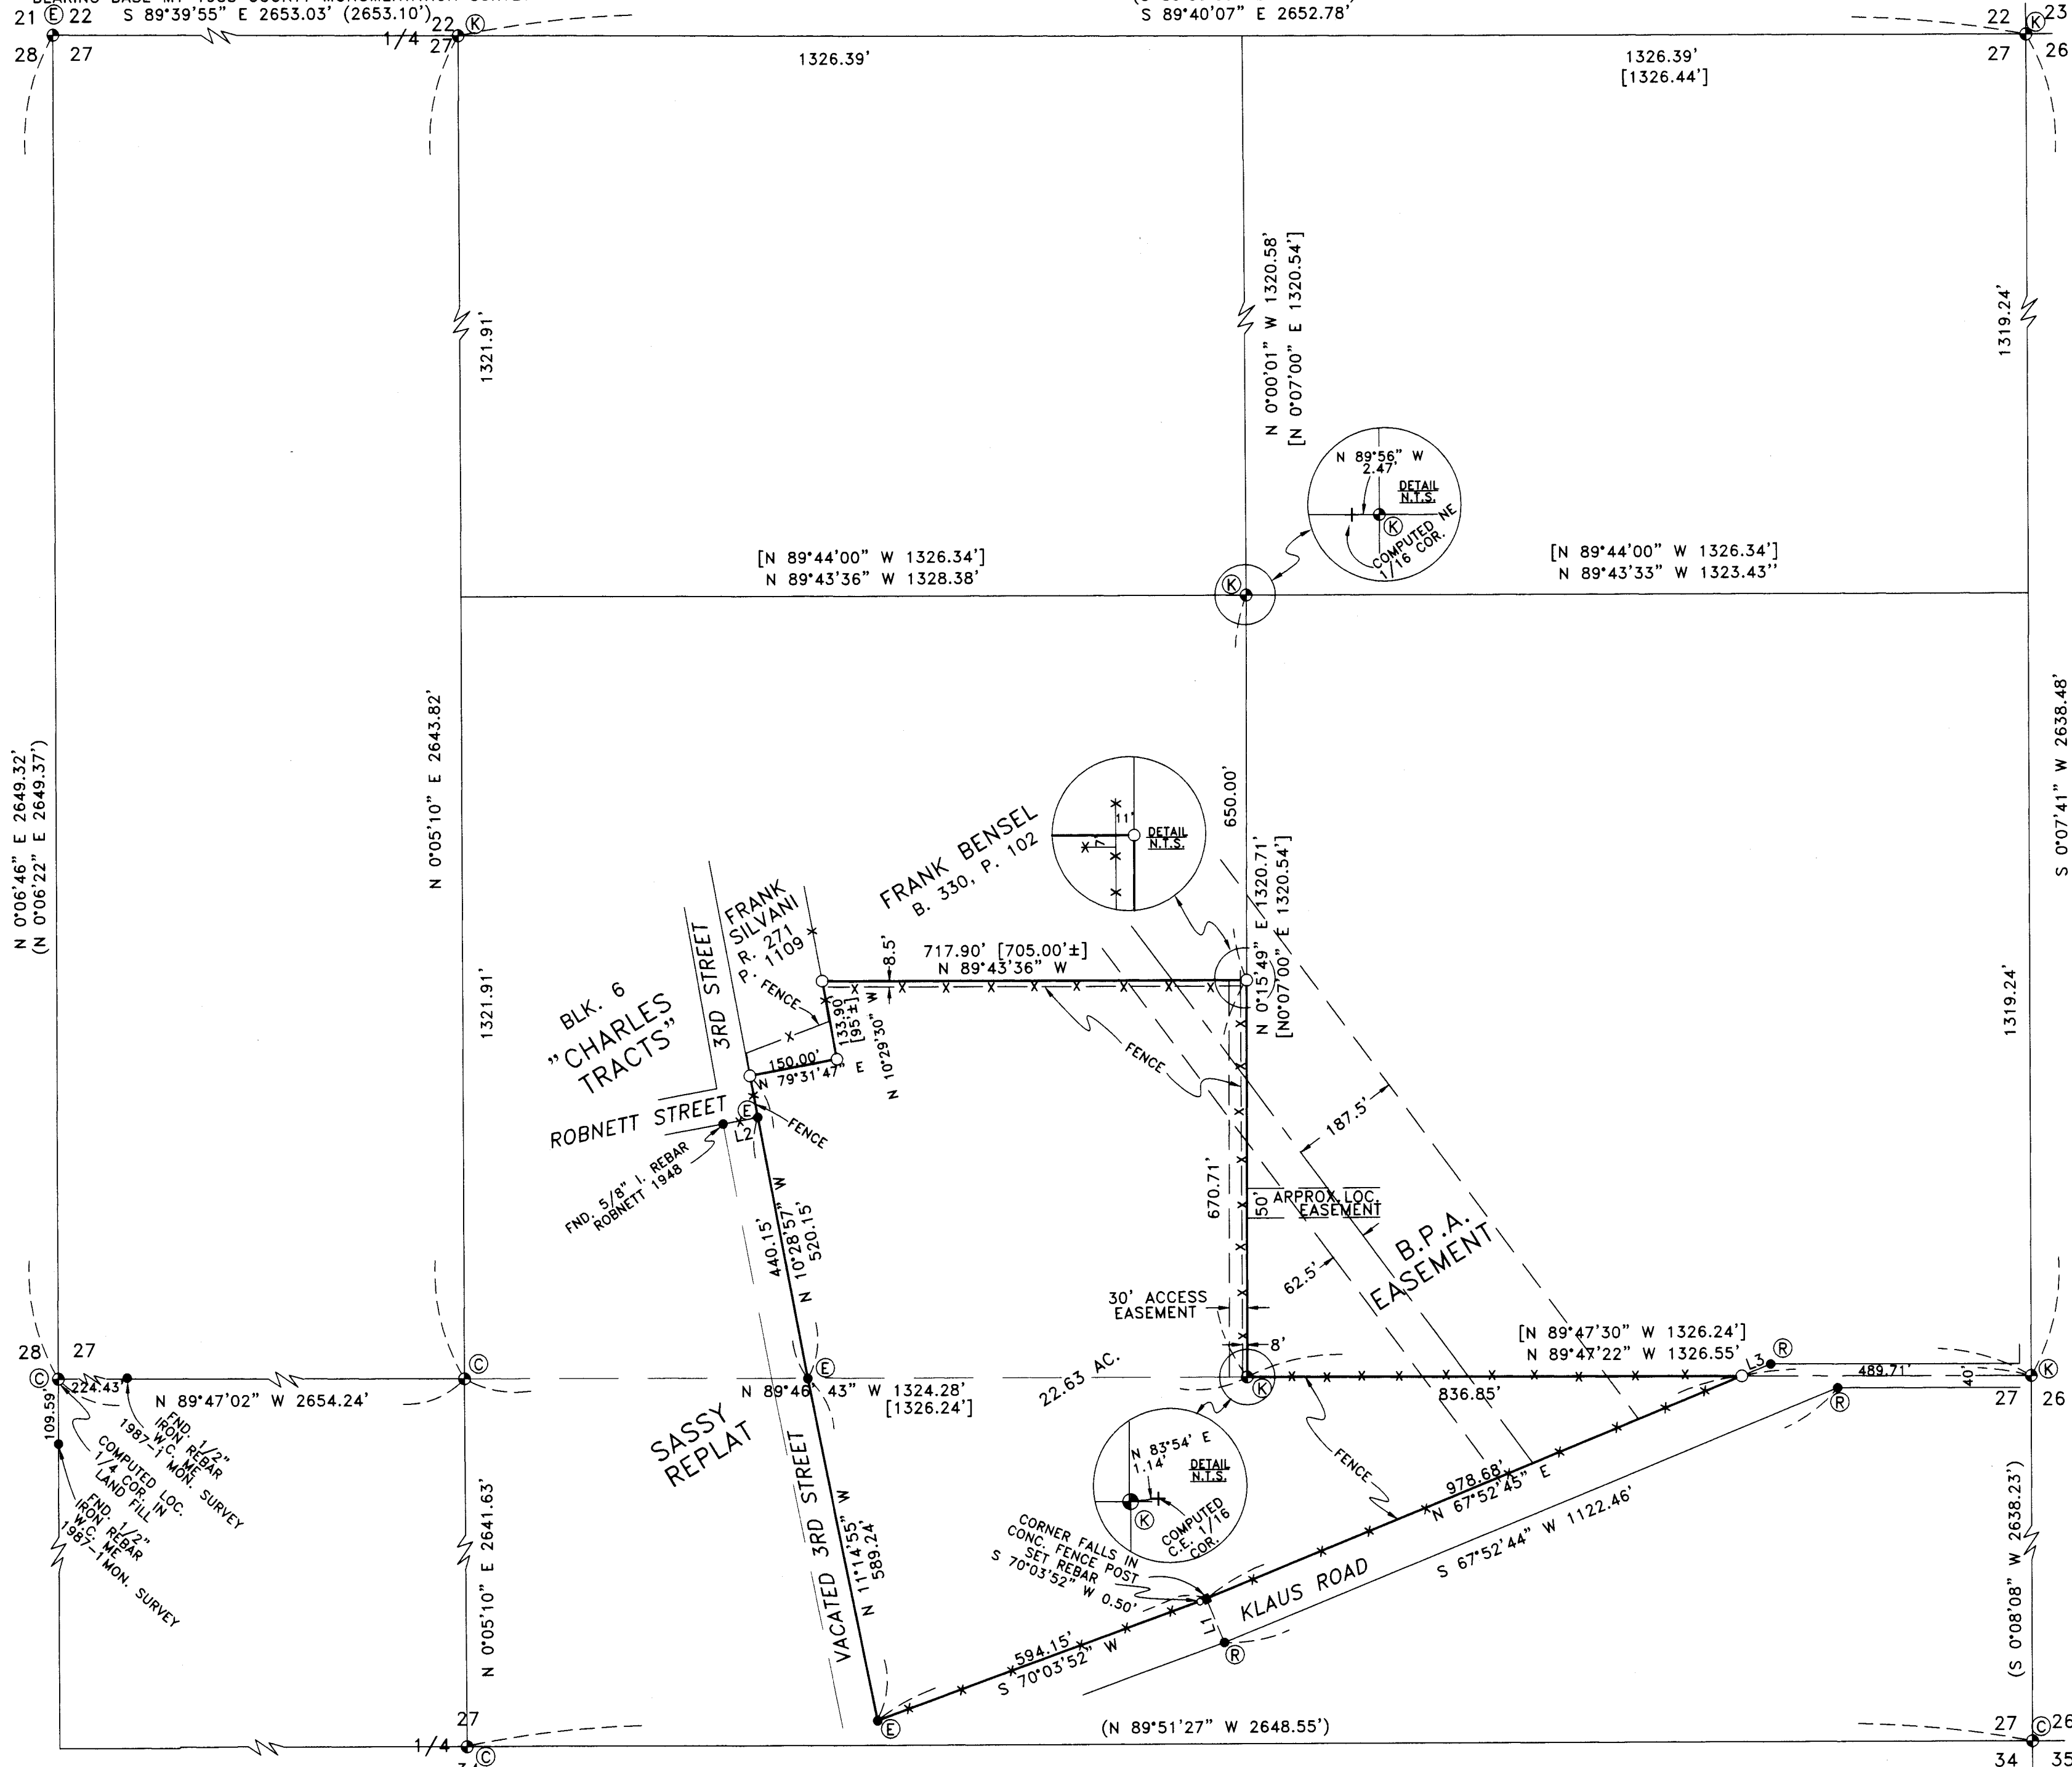 21 Ⓔ 22 S 89°39'55" E 2653.03' (2653.10')
S 89°40'07" E 2652.78'
28 27
1/4
22 Ⓚ
27
22 Ⓚ 23
27 26
1326.39'
1326.39'
[1326.44']
N 0°00'01" W 1320.58'
[N 0°07'00" E 1320.54']
1321.91'
1319.24'
N 89°56" W
2.47'
DETAIL
N.T.S.
Ⓚ
COMPUTED NE
1/16 COR.
[N 89°44'00" W 1326.34']
N 89°43'36" W 1328.38'
[N 89°44'00" W 1326.34']
N 89°43'33" W 1323.43''
Ⓚ
N 0°06'46" E 2649.32'
(N 0°06'22" E 2649.37')
N 0°05'10" E 2643.82'
S 0°07'41" W 2638.48'
650.00'
11'
7'
DETAIL
N.T.S.
FRANK BENSEL
B. 330, P. 102
N 0°15'49" E 1320.71'
[N0°07'00" E 1320.54']
FRANK
SILVANI
R. 271
P. 1109
FENCE
3RD STREET
8.5'
717.90' [705.00'±]
N 89°43'36" W
133.90
[95'±]
N 10°29'30" W
BLK. 6
"CHARLES
TRACTS"
1321.91'
1319.24'
FENCE
150.00'
N 79°31'47" E
ROBNETT STREET
Ⓔ
L2
FENCE
FND. 5/8" I. REBAR
ROBNETT 1948
187.5'
440.15'
N 10°28'57" W
520.15'
670.71'
50'
APPROX. LOC.
EASEMENT
B.P.A.
EASEMENT
62.5'
30' ACCESS
EASEMENT
8'
[N 89°47'30" W 1326.24']
N 89°47'22" W 1326.55'
L3
Ⓡ
489.71'
40'
Ⓡ
836.85'
28 27
Ⓒ
224.43'
N 89°47'02" W 2654.24'
109.59'
Ⓒ
Ⓔ
N 89°46'43" W 1324.28'
[1326.24']
22.63 AC.
Ⓚ
Ⓚ
27 26
FND. 1/2"
IRON REBAR
W.C. ME
1987-1 MON. SURVEY
COMPUTED LOC.
1/4 COR. IN
LAND FILL
FND. 1/2"
IRON REBAR
W.C. ME
1987-1 MON. SURVEY
SASSY
REPLAT
VACATED 3RD STREET
N 11°14'55" W
589.24'
N 83°54' E
1.14'
DETAIL
N.T.S.
Ⓚ
COMPUTED
C.E. 1/16
COR.
FENCE
978.68'
N 67°52'45" E
S 67°52'44" W 1122.46'
CORNER FALLS IN
CONC. FENCE POST
SET REBAR
S 70°03'52" W 0.50'
L1
KLAUS ROAD
Ⓡ
594.15'
S 70°03'52" W
N 0°05'10" E 2641.63'
(S 0°08'08" W 2638.23')
Ⓔ
(N 89°51'27" W 2648.55')
27
1/4
Ⓒ
27 Ⓒ 26
34 35